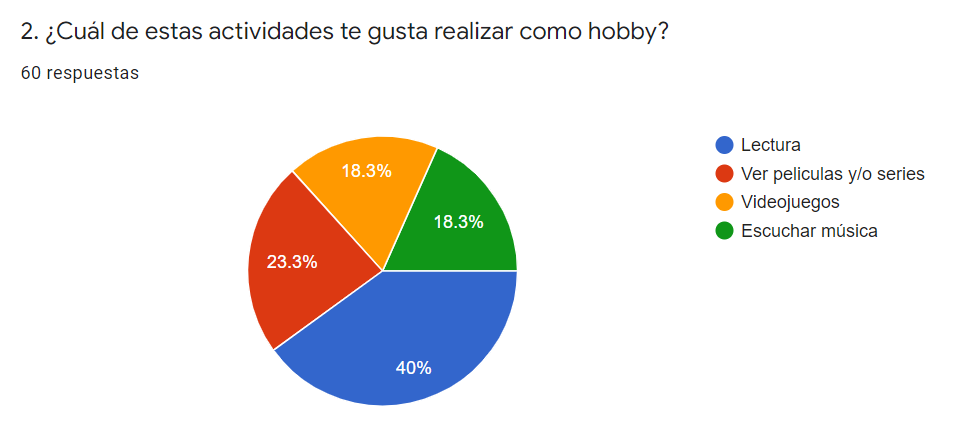 2. ¿Cuál de estas actividades te gusta realizar como hobby?
60 respuestas
18.3%
18.3%
23.3%
40%
Lectura
Ver peliculas y/o series
Videojuegos
Escuchar música